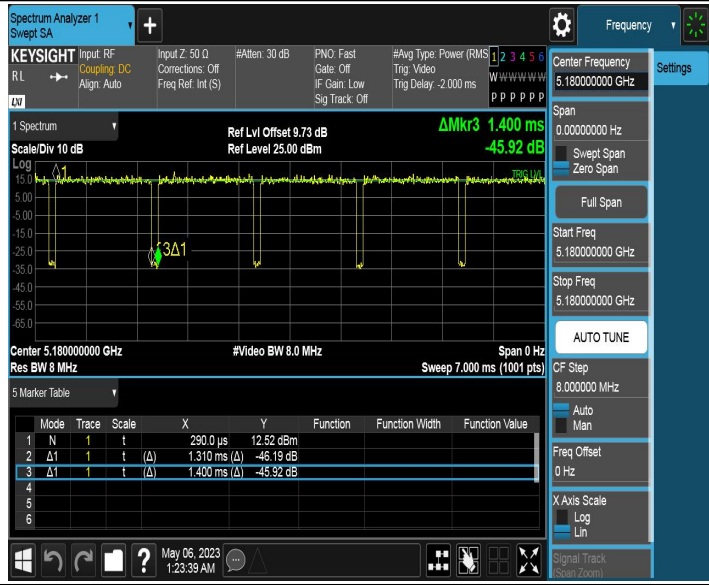 Spectrum Analyzer 1
Swept SA
Frequency
KEYSIGHT
Input: RF
Input Z: 50 Ω
#Atten: 30 dB
PNO: Fast
#Avg Type: Power (RMS
1 2 3 4 5 6
RL
Coupling: DC
Corrections: Off
Gate: Off
Trig: Video
W W W W W W
Align: Auto
Freq Ref: Int (S)
IF Gain: Low
Trig Delay: -2.000 ms
Sig Track: Off
P P P P P P
LXI
1 Spectrum
Ref Lvl Offset 9.73 dB
ΔMkr3 1.400 ms
Scale/Div 10 dB
Ref Level 25.00 dBm
-45.92 dB
Log
15.0
1
TRIG LVL
5.00
-5.00
-15.0
-25.0
3Δ1
-35.0
-45.0
-55.0
-65.0
Center 5.180000000 GHz
#Video BW 8.0 MHz
Span 0 Hz
Res BW 8 MHz
Sweep 7.000 ms (1001 pts)
5 Marker Table
Mode Trace Scale X Y Function Function Width Function Value
1 N 1 t 290.0 µs 12.52 dBm
2 Δ1 1 t (Δ) 1.310 ms (Δ) -46.19 dB
3 Δ1 1 t (Δ) 1.400 ms (Δ) -45.92 dB
4
5
6
?
May 06, 2023
1:23:39 AM
Center Frequency
5.180000000 GHz
Settings
Span
0.00000000 Hz
Swept Span
Zero Span
Full Span
Start Freq
5.180000000 GHz
Stop Freq
5.180000000 GHz
AUTO TUNE
CF Step
8.000000 MHz
Auto
Man
Freq Offset
0 Hz
X Axis Scale
Log
Lin
Signal Track
(Span Zoom)